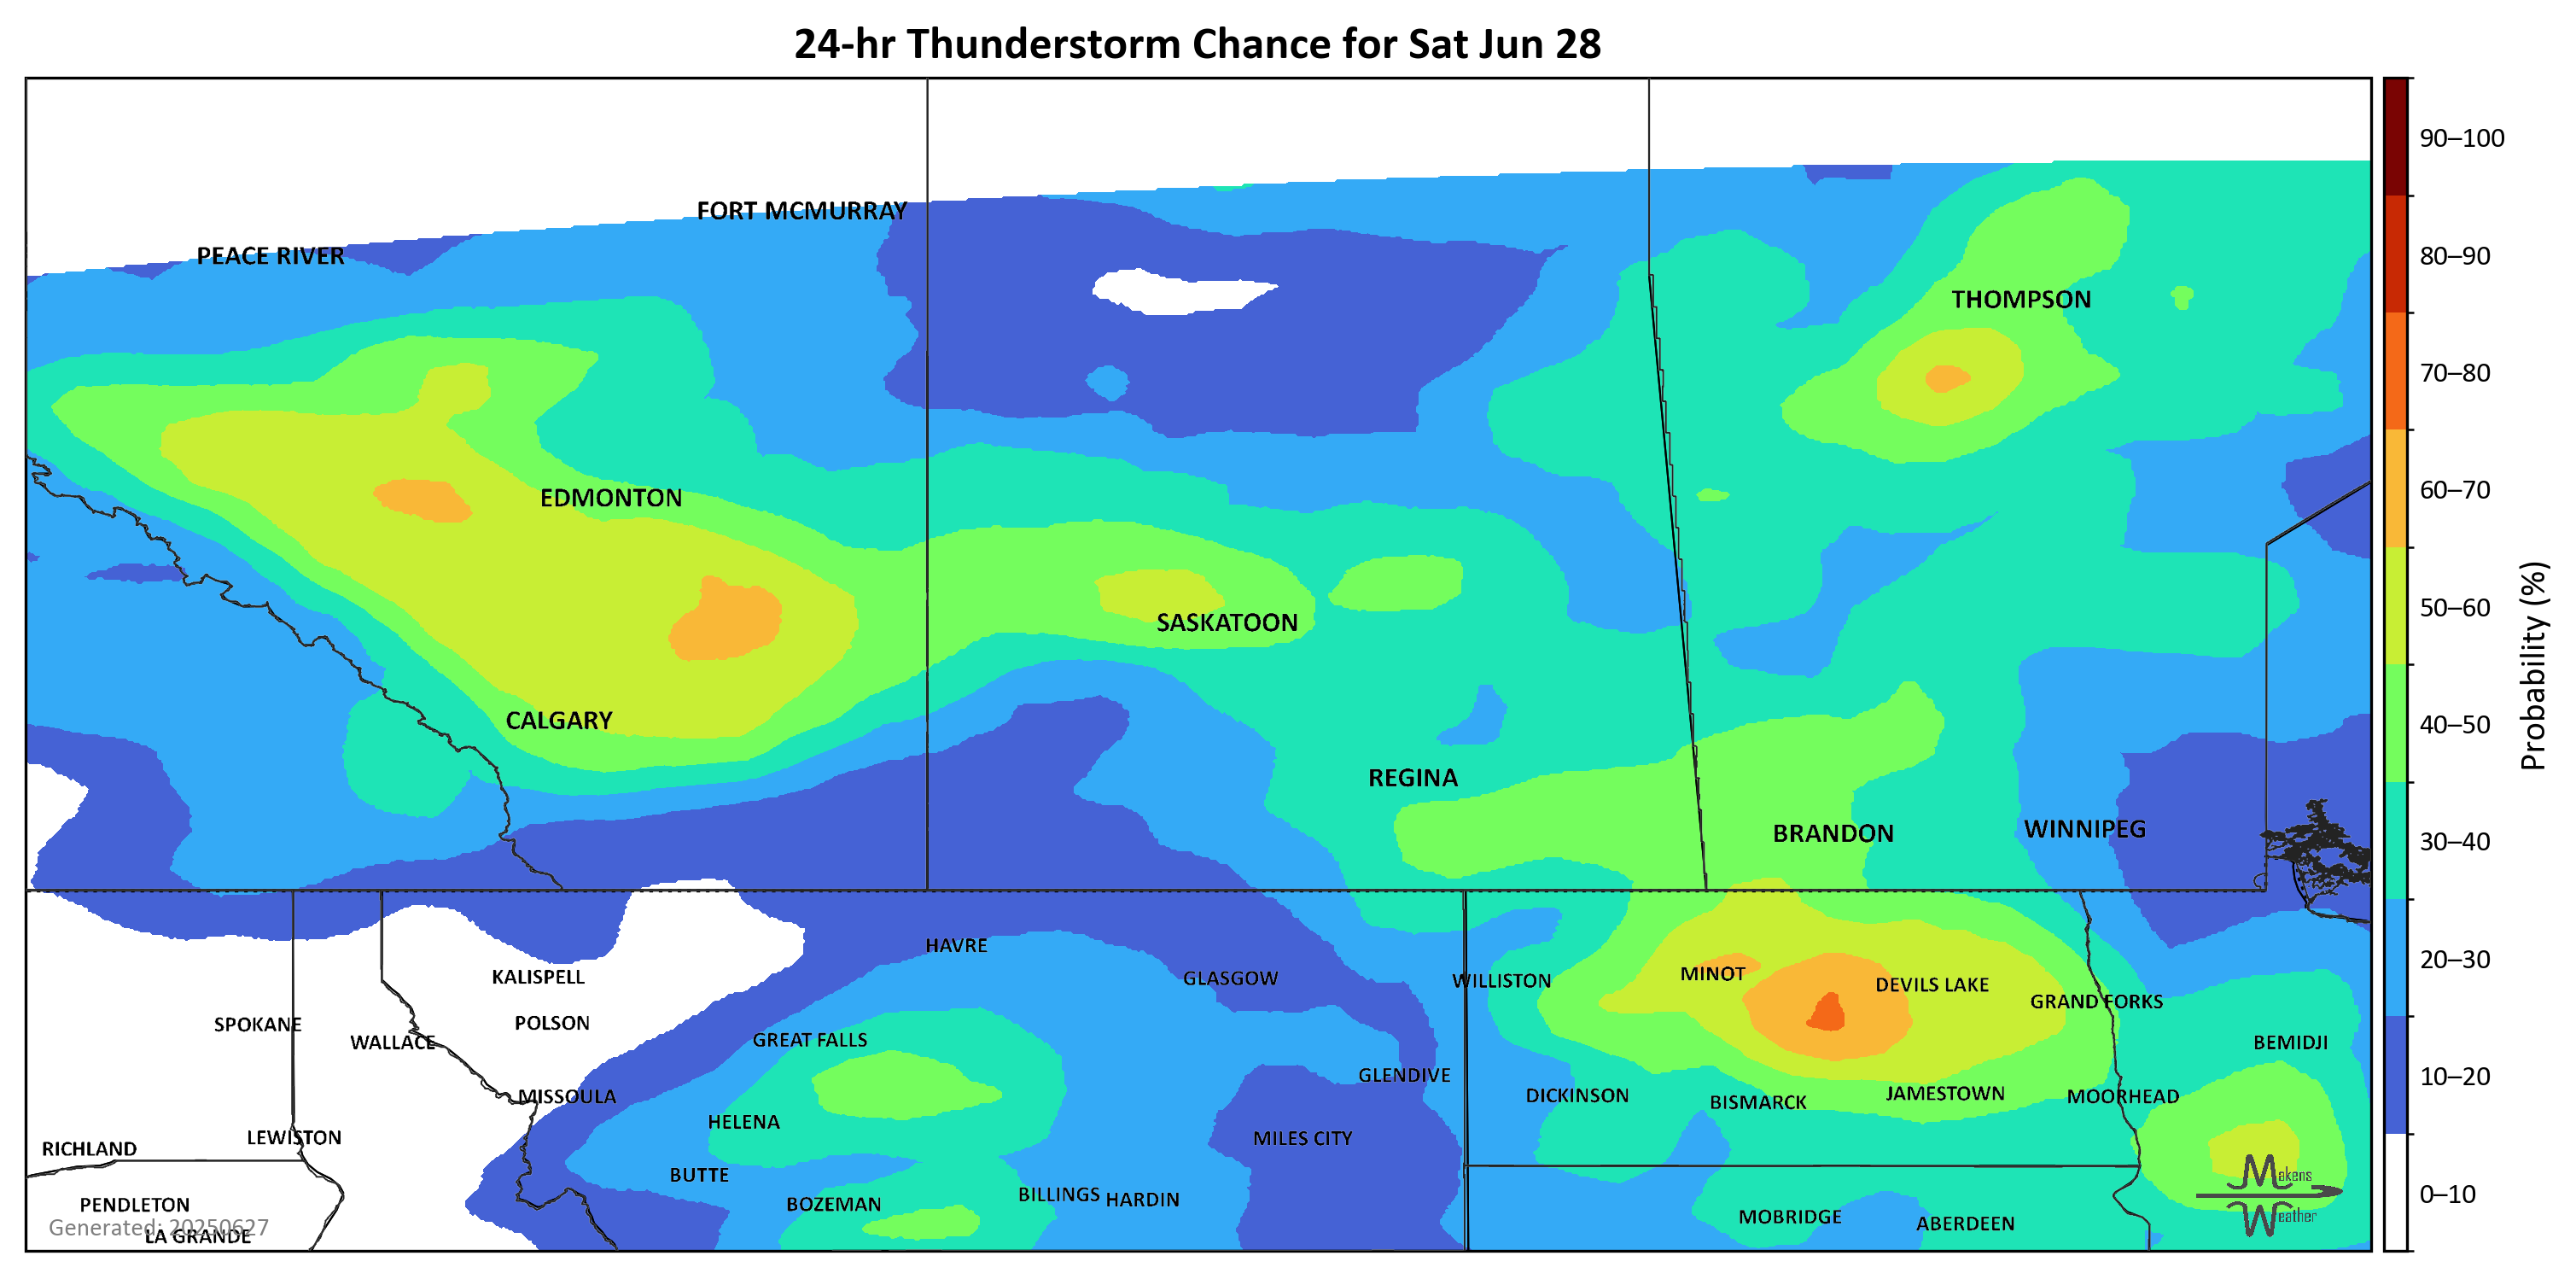 24-hr Thunderstorm Chance for Sat Jun 28
90–100
FORT MCMURRAY
PEACE RIVER
80–90
THOMPSON
70–80
EDMONTON
60–70
SASKATOON
50–60
CALGARY
40–50
Probability (%)
REGINA
BRANDON
WINNIPEG
30–40
HAVRE
KALISPELL
GLASGOW
WILLISTON
MINOT
DEVILS LAKE
20–30
SPOKANE
POLSON
GRAND FORKS
WALLACE
GREAT FALLS
BEMIDJI
GLENDIVE
10–20
MISSOULA
DICKINSON
BISMARCK
JAMESTOWN
MOORHEAD
HELENA
LEWISTON
MILES CITY
RICHLAND
BUTTE
Makens
Weather
PENDLETON
BOZEMAN
BILLINGS
HARDIN
0–10
Generated: 20250627
LA GRANDE
MOBRIDGE
ABERDEEN